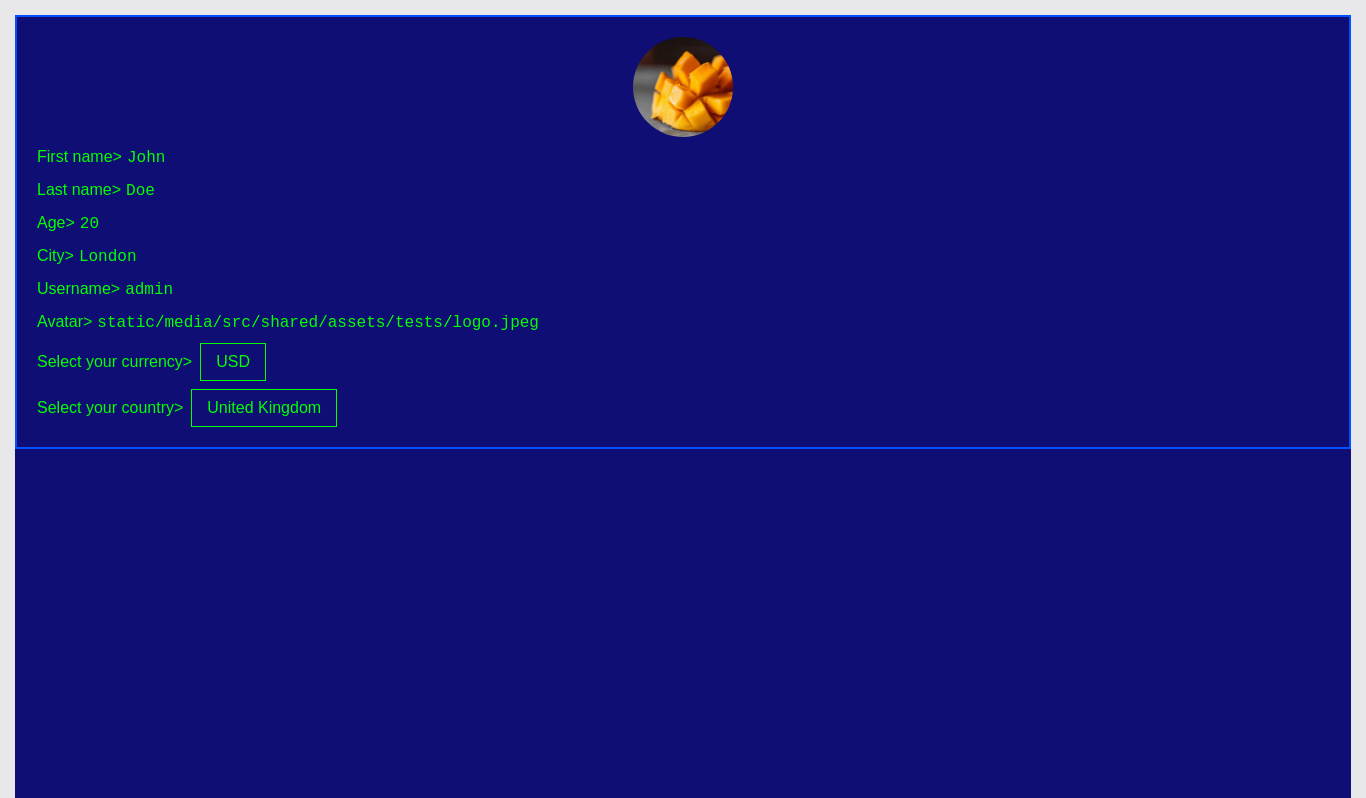 First name> John
Last name> Doe
Age> 20
City> London
Username> admin
Avatar> static/media/src/shared/assets/tests/logo.jpeg
Select your currency> USD
Select your country> United Kingdom